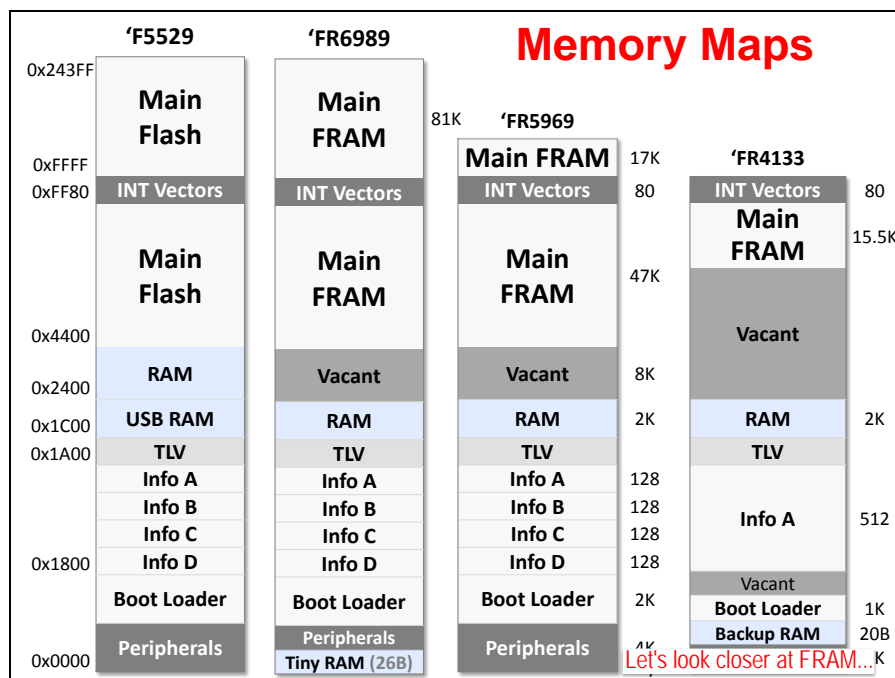 Memory Maps
'F5529
0x243FF
Main
Flash
0xFFFF
0xFF80
INT Vectors
Main
Flash
0x4400
RAM
0x2400
USB RAM
0x1C00
TLV
0x1A00
Info A
Info B
Info C
Info D
0x1800
Boot Loader
Peripherals
0x0000
'FR6989
Main
FRAM
81K
INT Vectors
Main
FRAM
Vacant
RAM
TLV
Info A
Info B
Info C
Info D
Boot Loader
Peripherals
Tiny RAM (26B)
'FR5969
Main FRAM
17K
INT Vectors
80
Main
FRAM
47K
Vacant
8K
RAM
2K
TLV
Info A
128
Info B
128
Info C
128
Info D
128
Boot Loader
2K
Peripherals
'FR4133
INT Vectors
80
Main
FRAM
15.5K
Vacant
RAM
2K
TLV
Info A
512
Vacant
Boot Loader
1K
Backup RAM
20B
Let's look closer at FRAM...